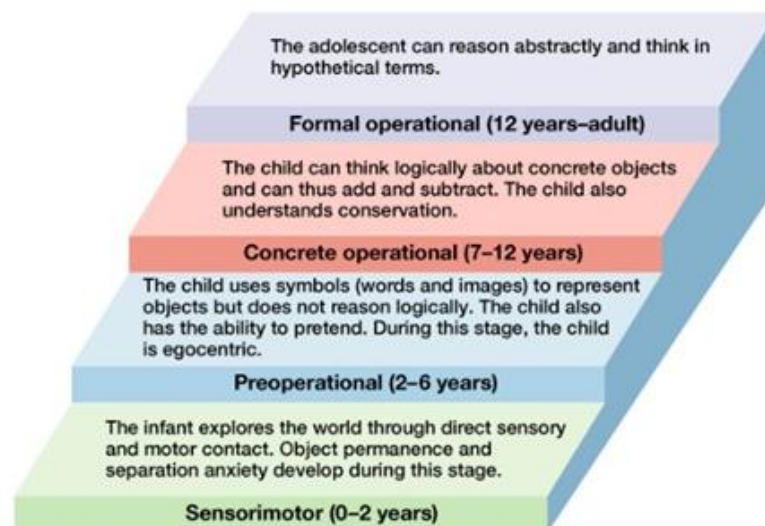 The adolescent can reason abstractly and think in
hypothetical terms.
Formal operational (12 years–adult)
The child can think logically about concrete objects
and can thus add and subtract. The child also
understands conservation.
Concrete operational (7–12 years)
The child uses symbols (words and images) to represent
objects but does not reason logically. The child also
has the ability to pretend. During this stage, the child
is egocentric.
Preoperational (2–6 years)
The infant explores the world through direct sensory
and motor contact. Object permanence and
separation anxiety develop during this stage.
Sensorimotor (0–2 years)